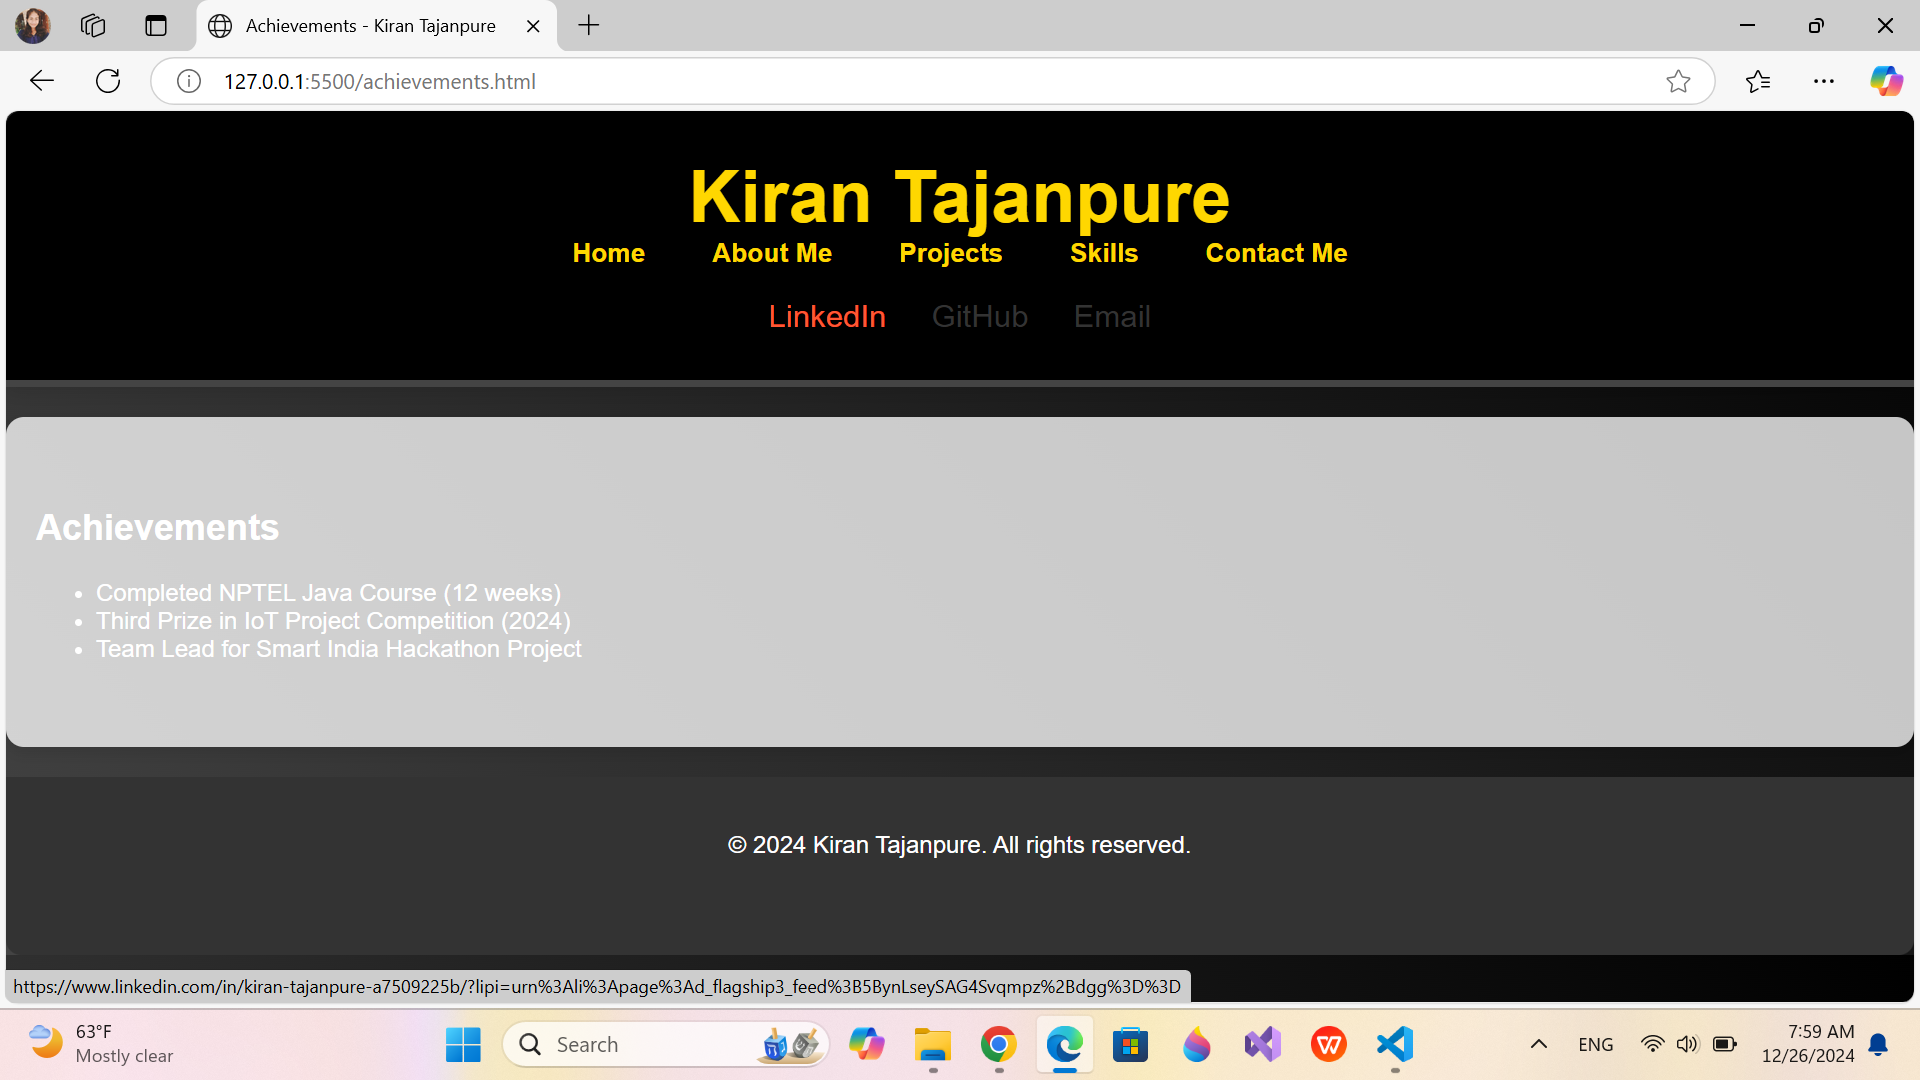 Achievements - Kiran Tajanpure
127.0.0.1:5500/achievements.html
Kiran Tajanpure
Home About Me Projects Skills Contact Me
LinkedIn GitHub Email
Achievements
• Completed NPTEL Java Course (12 weeks)
• Third Prize in IoT Project Competition (2024)
• Team Lead for Smart India Hackathon Project
© 2024 Kiran Tajanpure. All rights reserved.
https://www.linkedin.com/in/kiran-tajanpure-a7509225b/?lipi=urn%3Ali%3Apage%3Ad_flagship3_feed%3B5BynLseySAG4Svqmpz%2Bdgg%3D%3D
63°F
Mostly clear
Search
ENG
7:59 AM
12/26/2024